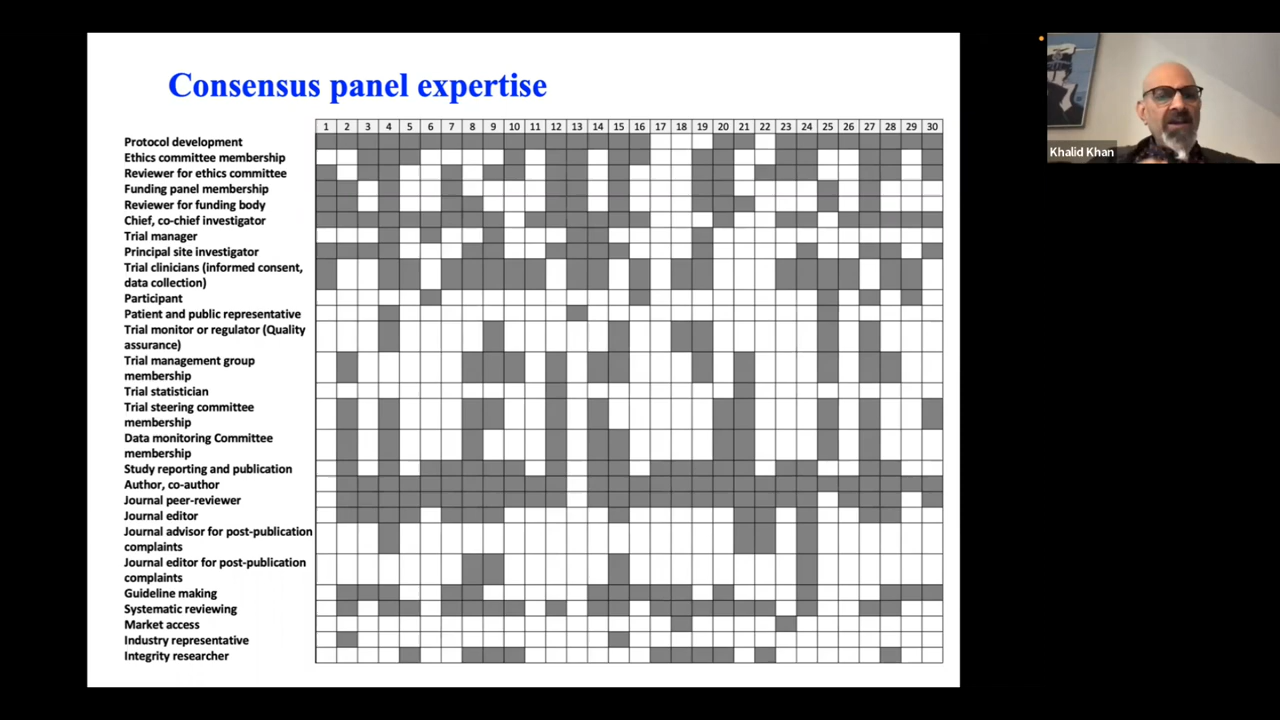 Consensus panel expertise
1 2 3 4 5 6 7 8 9 10 11 12 13 14 15 16 17 18 19 20 21 22 23 24 25 26 27 28 29 30
Protocol development
Ethics committee membership
Reviewer for ethics committee
Funding panel membership
Reviewer for funding body
Chief, co-chief investigator
Trial manager
Principal site investigator
Trial clinicians (informed consent,
data collection)
Participant
Patient and public representative
Trial monitor or regulator (Quality
assurance)
Trial management group
membership
Trial statistician
Trial steering committee
membership
Data monitoring Committee
membership
Study reporting and publication
Author, co-author
Journal peer-reviewer
Journal editor
Journal advisor for post-publication
complaints
Journal editor for post-publication
complaints
Guideline making
Systematic reviewing
Market access
Industry representative
Integrity researcher
Khalid Khan